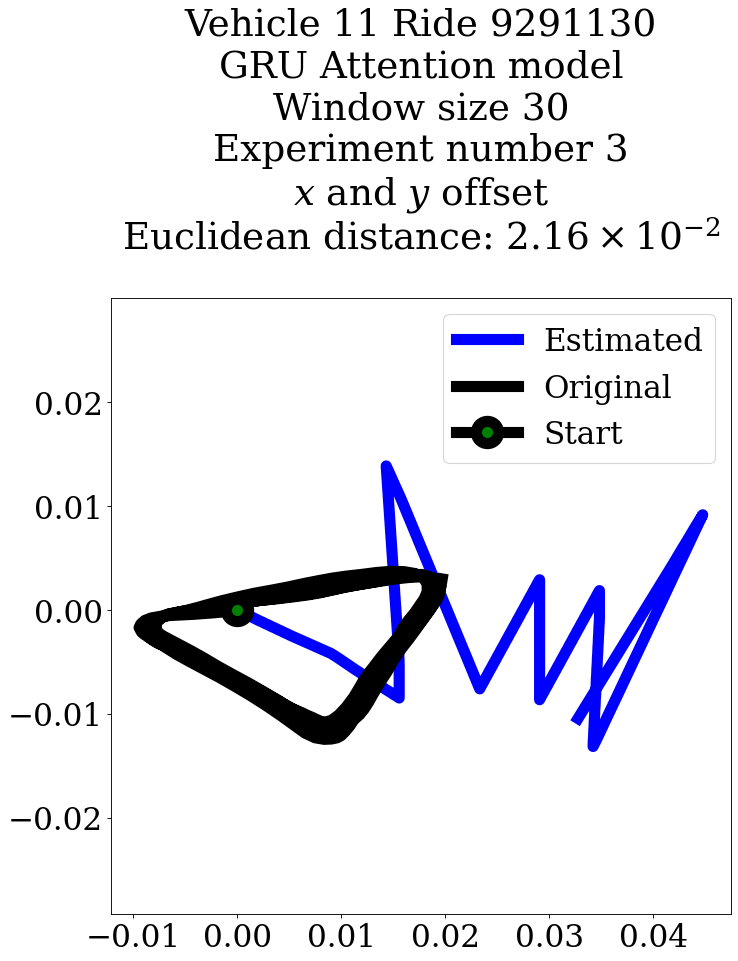 Vehicle 11 Ride 9291130
GRU Attention model
Window size 30
Experiment number 3
x and y offset
Euclidean distance: 2.16 × 10⁻²
Estimated
Original
Start
0.02
0.01
0.00
−0.01
−0.02
−0.01 0.00 0.01 0.02 0.03 0.04